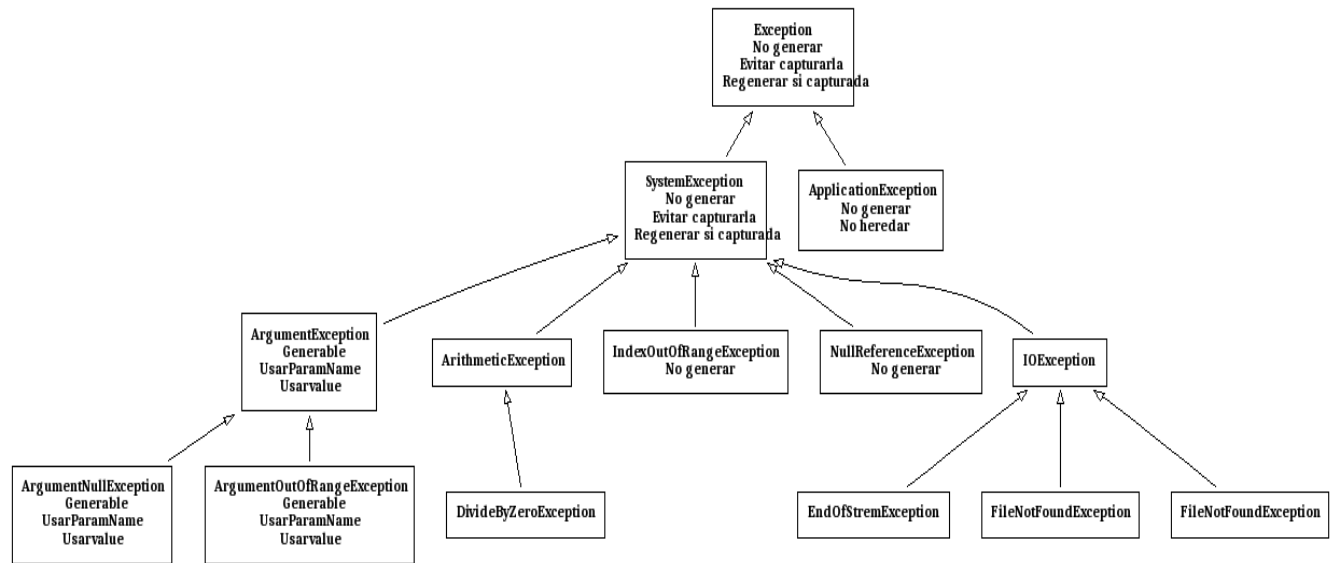 Exception
No generar
Evitar capturarla
Regenerar si capturada
SystemException
No generar
Evitar capturarla
Regenerar si capturada
ApplicationException
No generar
No heredar
ArgumentException
Generable
UsarParamName
Usarvalue
ArithmeticException
IndexOutOfRangeException
No generar
NullReferenceException
No generar
IOException
ArgumentNullException
Generable
UsarParamName
Usarvalue
ArgumentOutOfRangeException
Generable
UsarParamName
Usarvalue
DivideByZeroException
EndOfStremException
FileNotFoundException
FileNotFoundException